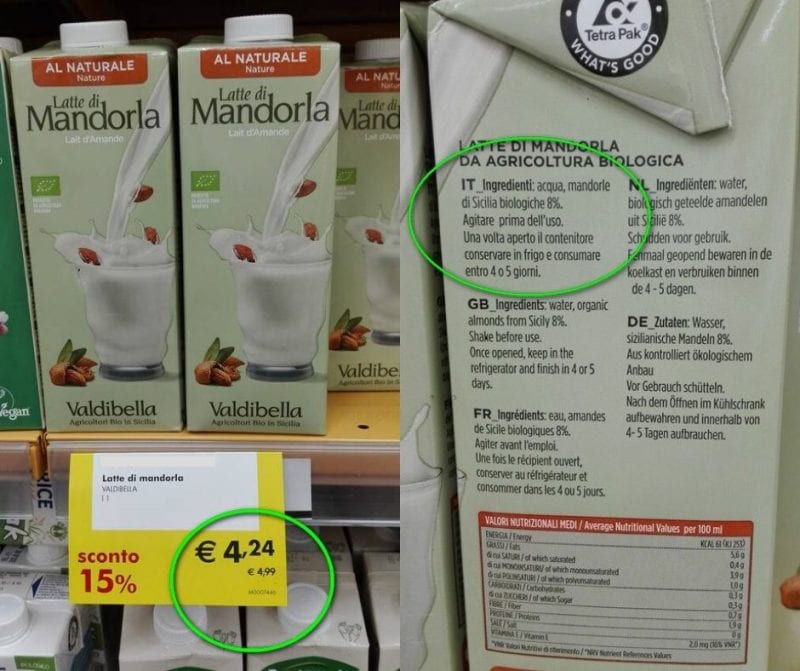 AL NATURALE
Nature
Latte di
Mandorla
Lait d'Amande
Valdibella
Agricoltori Bio in Sicilia
AL NATURALE
Nature
Latte di
Mandorla
Lait d'Amande
Valdibella
Agricoltori Bio in Sicilia
AL NATU
Latte di
Mand
Lait d'A
Valdibe
Agricoltori Bio
Vegan
RICE
Latte di mandorla
VALDIBELLA
1 l
sconto
15%
€ 4,24
€ 4,99
Tetra Pak®
WHAT'S GOOD
LATTE DI MANDORLA
DA AGRICOLTURA BIOLOGICA
IT_Ingredienti: acqua, mandorle
di Sicilia biologiche 8%.
Agitare prima dell'uso.
Una volta aperto il contenitore
conservare in frigo e consumare
entro 4 o 5 giorni.
GB_Ingredients: water, organic
almonds from Sicily 8%.
Shake before use.
Once opened, keep in the
refrigerator and finish in 4 or 5
days.
FR_Ingrédients: eau, amandes
de Sicile biologiques 8%.
Agiter avant l'emploi.
Une fois le récipient ouvert,
conserver au réfrigérateur et
consommer dans les 4 ou 5 jours.
NL_Ingrediënten: water,
biologisch geteelde amandelen
uit Sicilië 8%.
Schudden voor gebruik.
Eenmaal geopend bewaren in de
koelkast en verbruiken binnen
de 4 - 5 dagen.
DE_Zutaten: Wasser,
sizilianische Mandeln 8%.
Aus kontrolliert ökologischem
Anbau
Vor Gebrauch schütteln.
Nach dem Öffnen im Kühlschrank
aufbewahren und innerhalb von
4- 5 Tagen aufbrauchen.
VALORI NUTRIZIONALI MEDI / Average Nutritional Values per 100 ml
ENERGIA / Energy KCAL 61 (KJ 253)
GRASSI / Fats 5,6 g
di cui SATURI / of which saturated 0,4 g
di cui MONOINSATURI / of which monounsaturated 3,9 g
di cui POLINSATURI / of which polyunsaturated 1,0 g
CARBOIDRATI / Carbohydrates 0,3 g
di cui ZUCCHERI / of which Sugar 0,3 g
FIBRE / Fiber 0,7 g
PROTEINE / Proteins 1,9 g
SALE / Salt 0 g
VITAMINA E / Vitamin E 2,0 mg (16% VNR*)
*VNR Valori Nutritivi di riferimento / *NRV Nutrient References Values